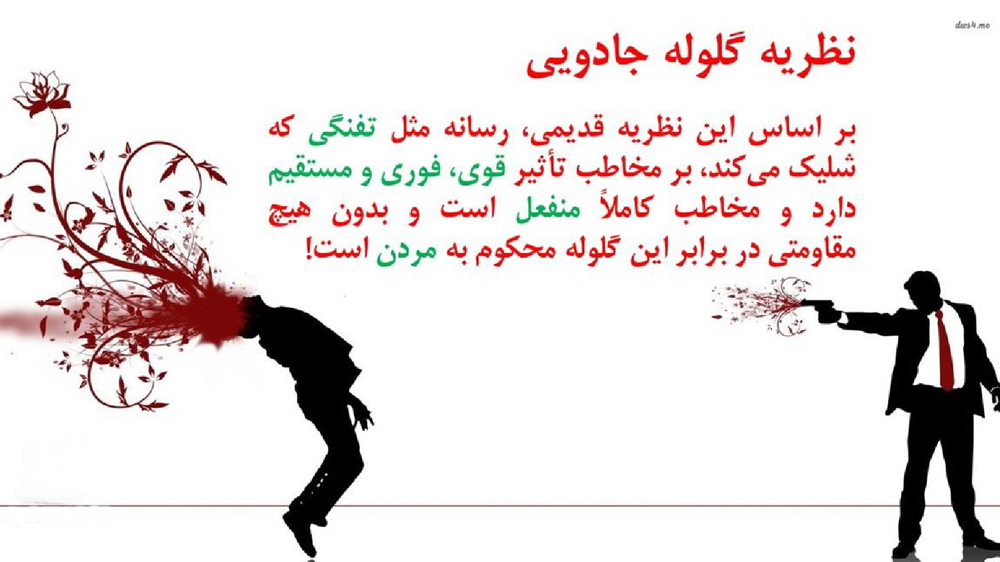 dws4.me
نظریه گلوله جادویی
بر اساس این نظریه قدیمی، رسانه مثل تفنگی که
شلیک می‌کند، بر مخاطب تأثیر قوی، فوری و مستقیم
دارد و مخاطب کاملاً منفعل است و بدون هیچ
مقاومتی در برابر این گلوله محکوم به مردن است!